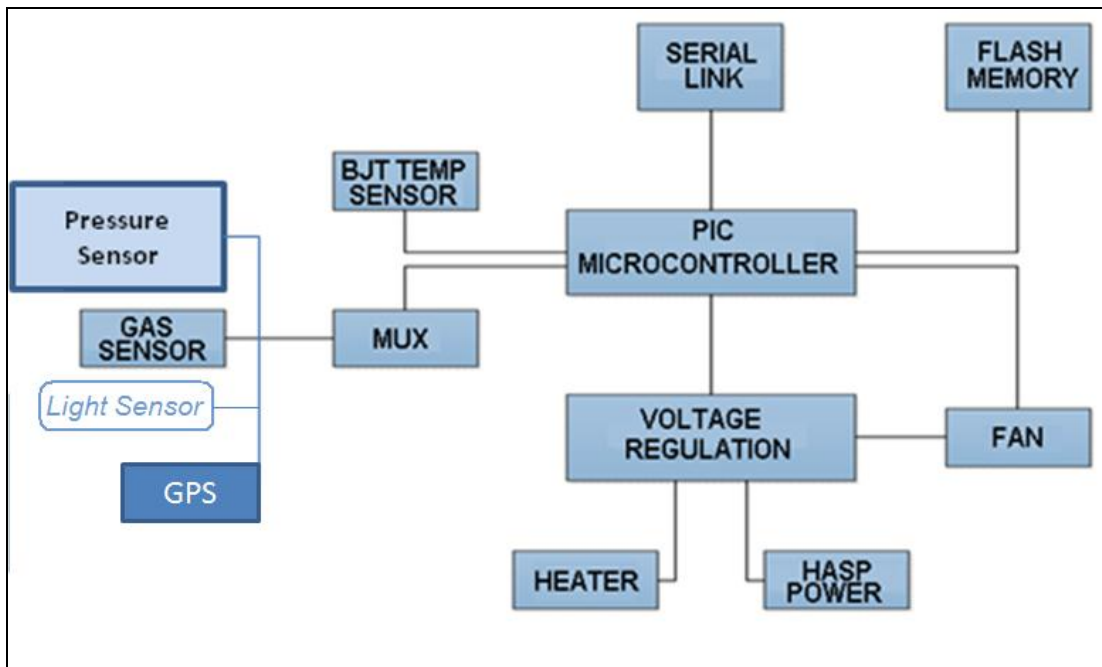 SERIAL
LINK
FLASH
MEMORY
BJT TEMP
SENSOR
Pressure
Sensor
PIC
MICROCONTROLLER
GAS
SENSOR
MUX
Light Sensor
VOLTAGE
REGULATION
FAN
GPS
HEATER
HASP
POWER